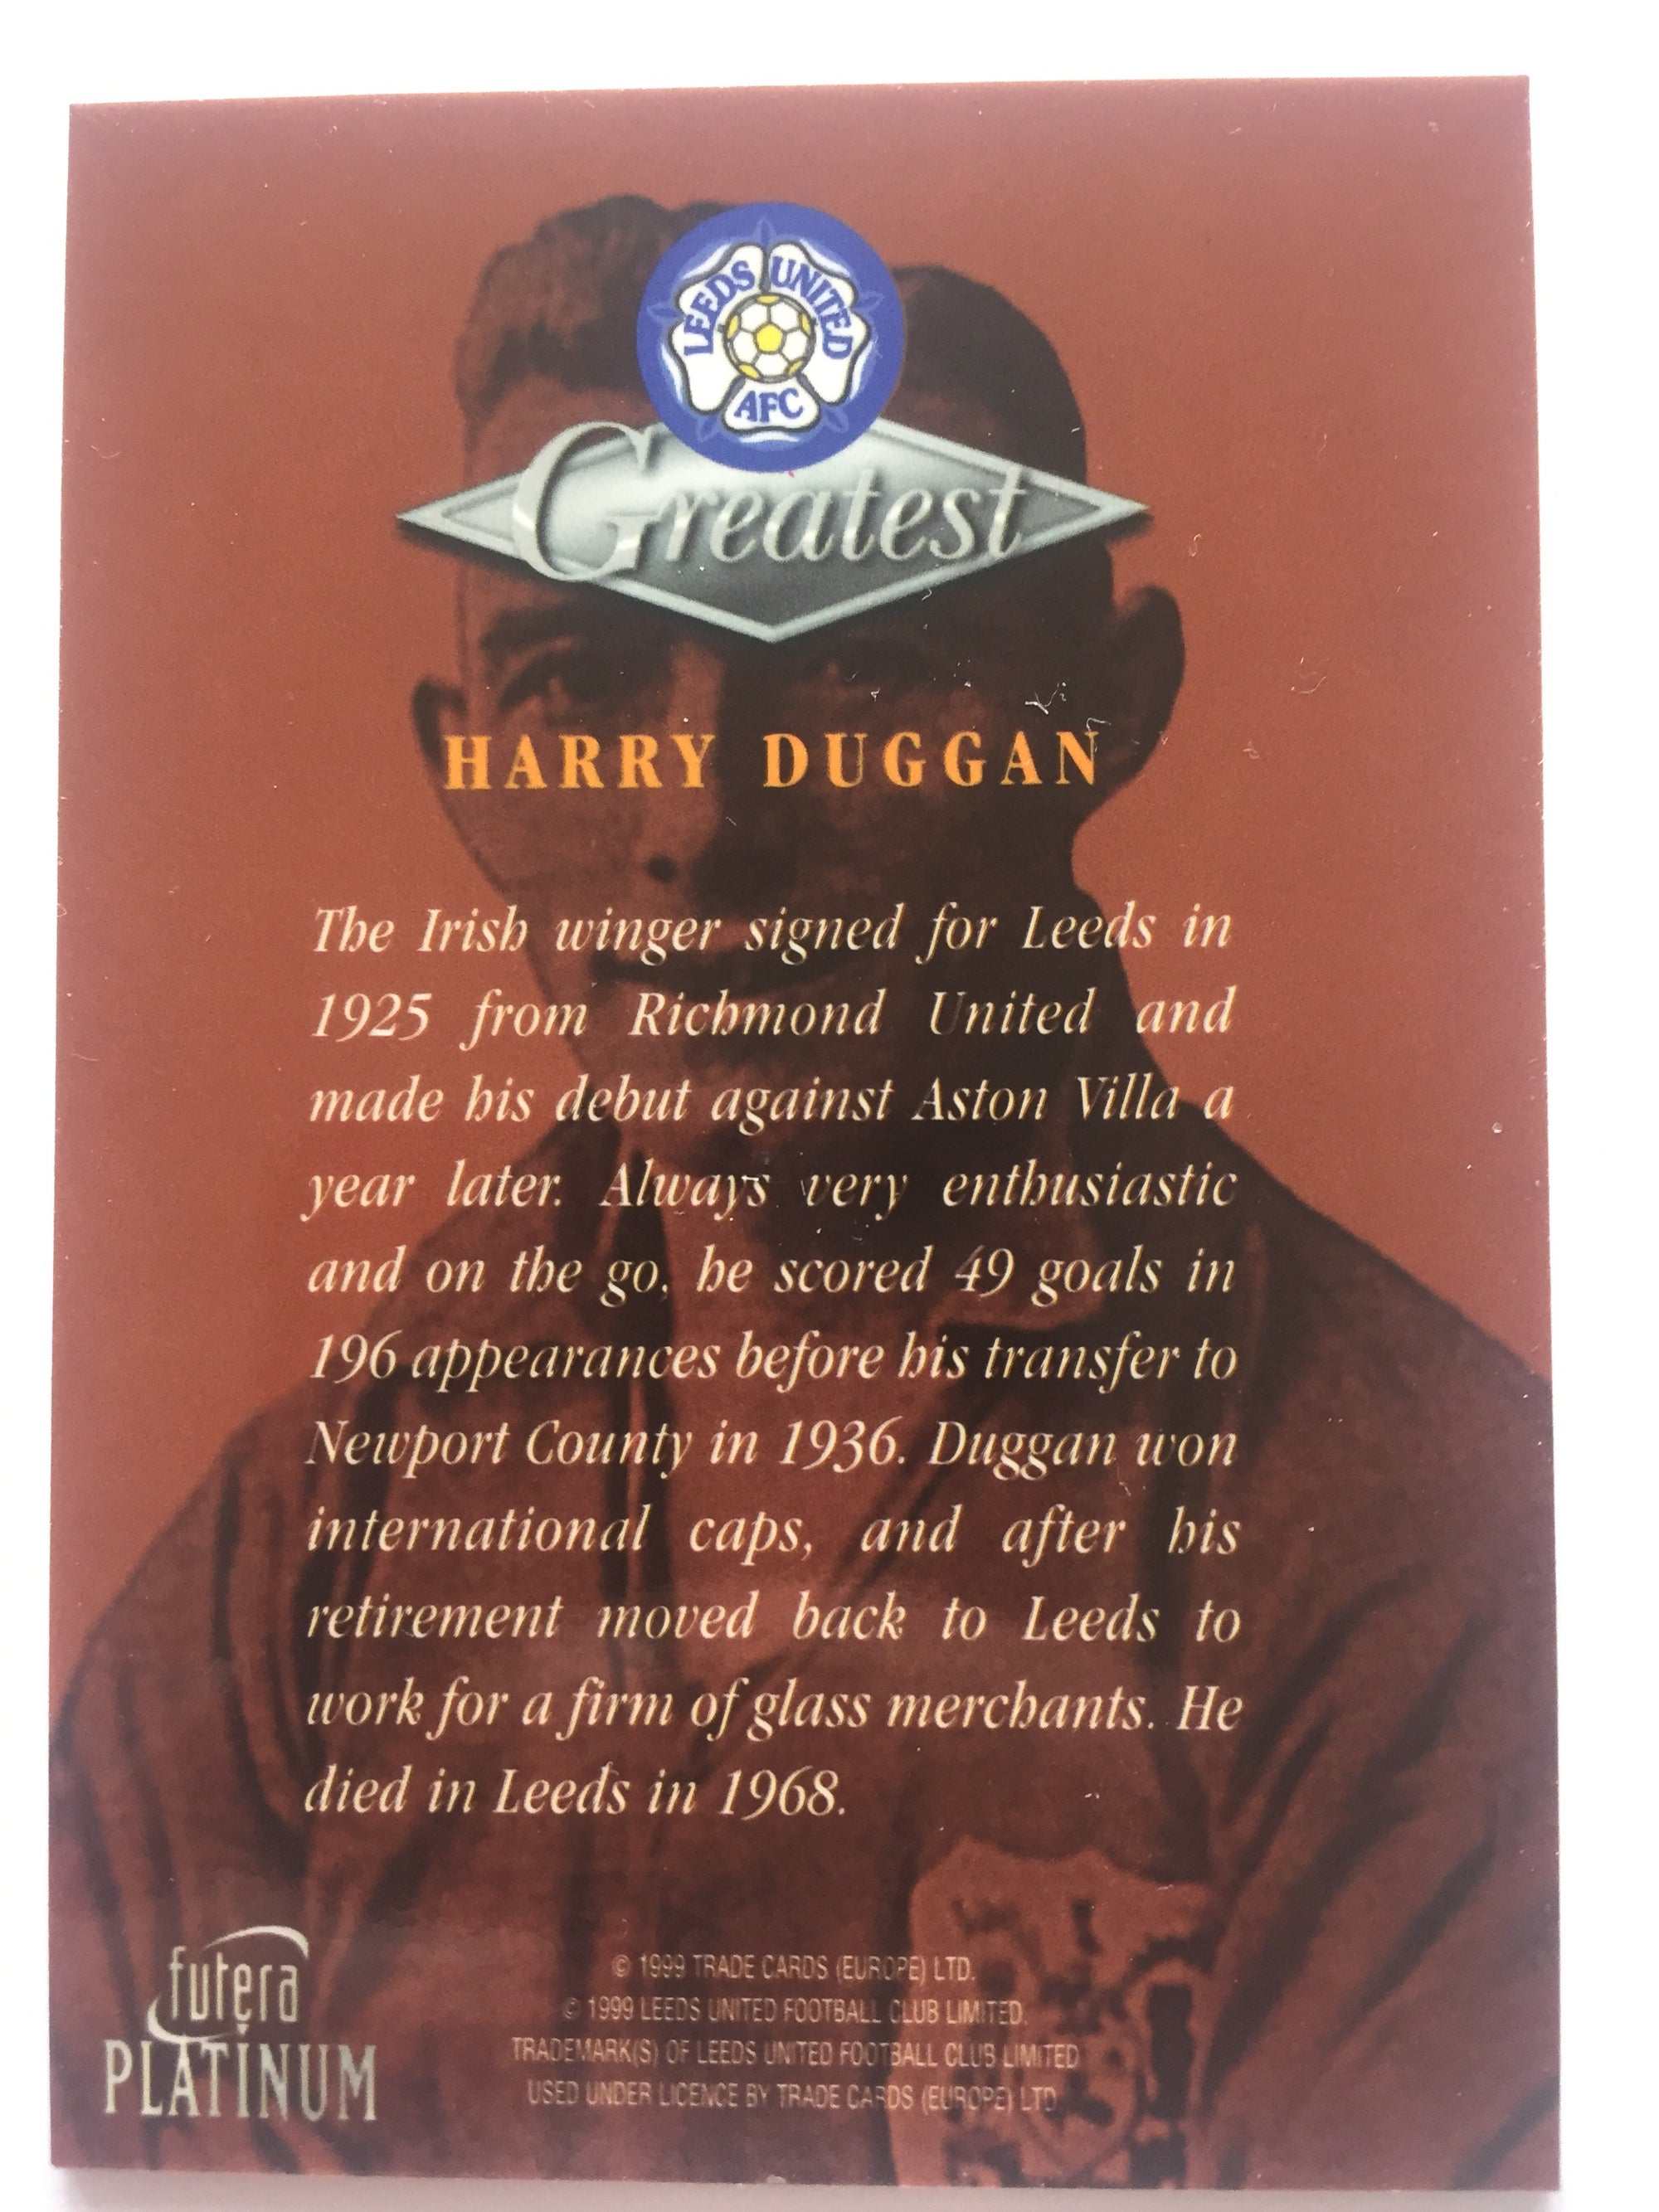 LEEDS UNITED
AFC
Greatest
HARRY DUGGAN
The Irish winger signed for Leeds in
1925 from Richmond United and
made his debut against Aston Villa a
year later. Always very enthusiastic
and on the go, he scored 49 goals in
196 appearances before his transfer to
Newport County in 1936. Duggan won
international caps, and after his
retirement moved back to Leeds to
work for a firm of glass merchants. He
died in Leeds in 1968.
futera
PLATINUM
© 1999 TRADE CARDS (EUROPE) LTD.
© 1999 LEEDS UNITED FOOTBALL CLUB LIMITED.
TRADEMARK(S) OF LEEDS UNITED FOOTBALL CLUB LIMITED
USED UNDER LICENCE BY TRADE CARDS (EUROPE) LTD